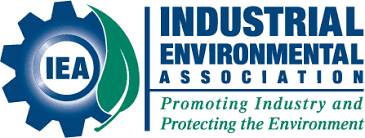 IEA
INDUSTRIAL
ENVIRONMENTAL
ASSOCIATION
Promoting Industry and
Protecting the Environment